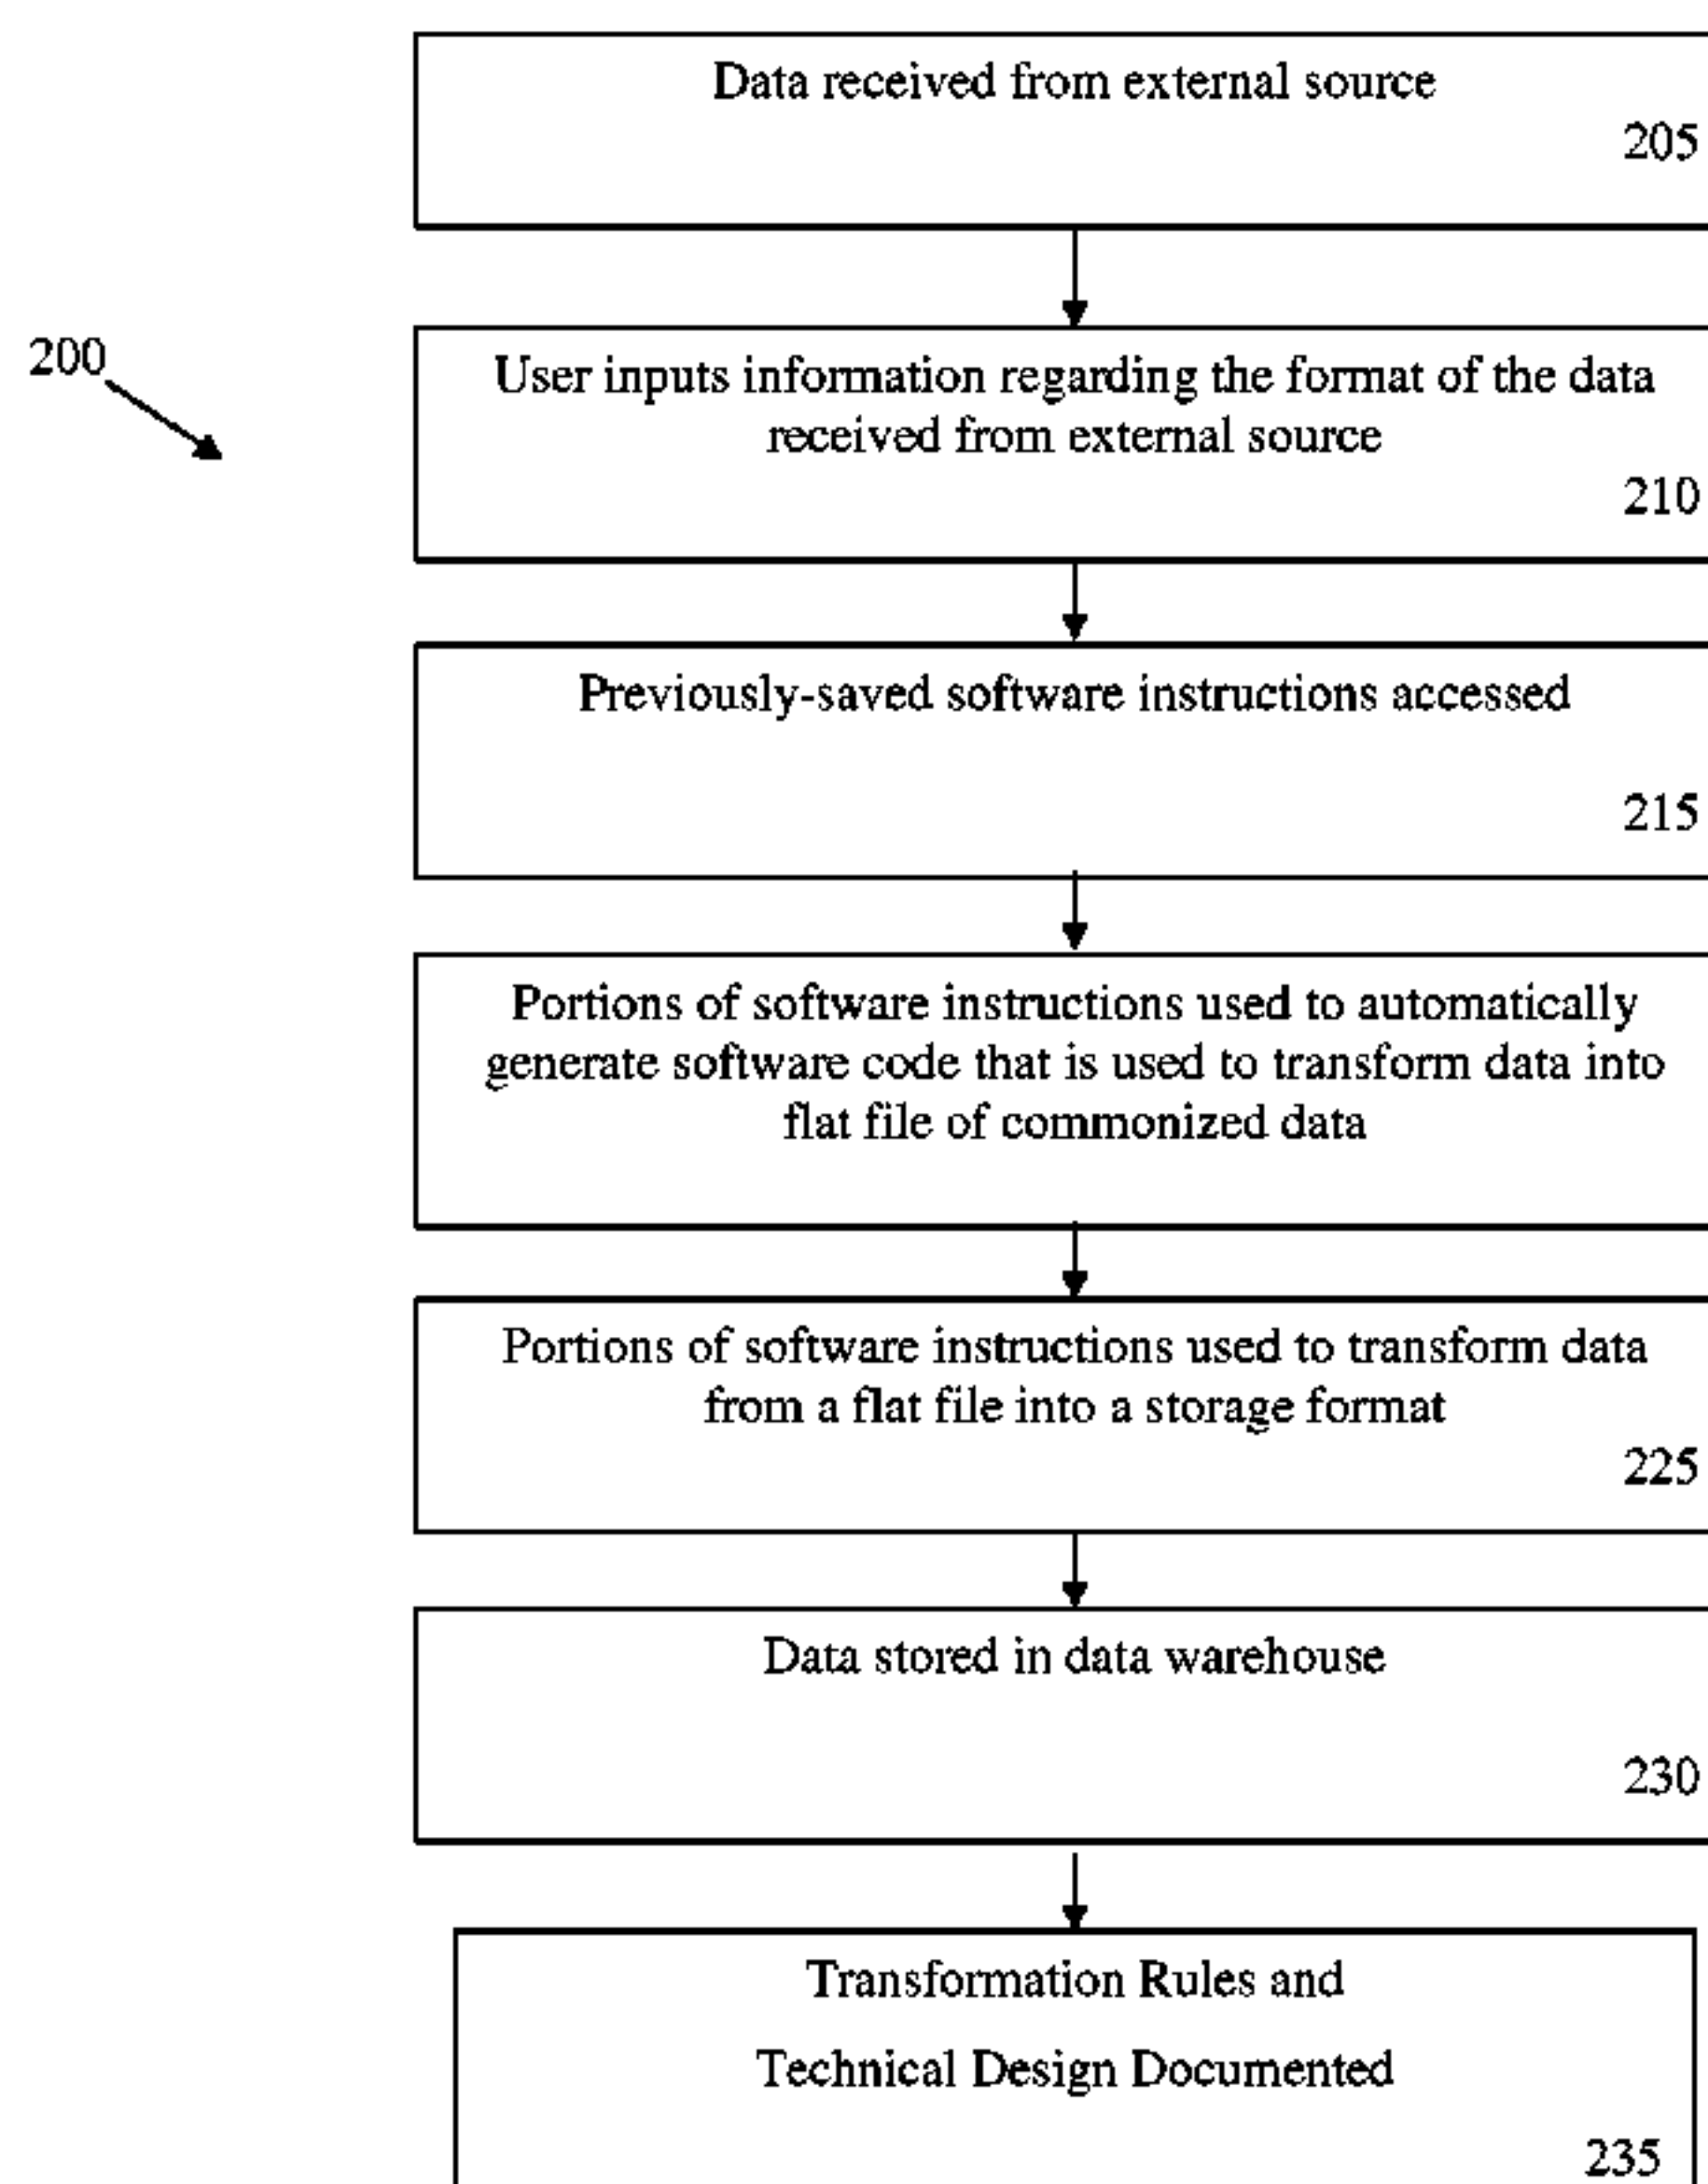 Data received from external source
205
200
User inputs information regarding the format of the data
received from external source
210
Previously-saved software instructions accessed
215
Portions of software instructions used to automatically
generate software code that is used to transform data into
flat file of commonized data
Portions of software instructions used to transform data
from a flat file into a storage format
225
Data stored in data warehouse
230
Transformation Rules and
Technical Design Documented
235